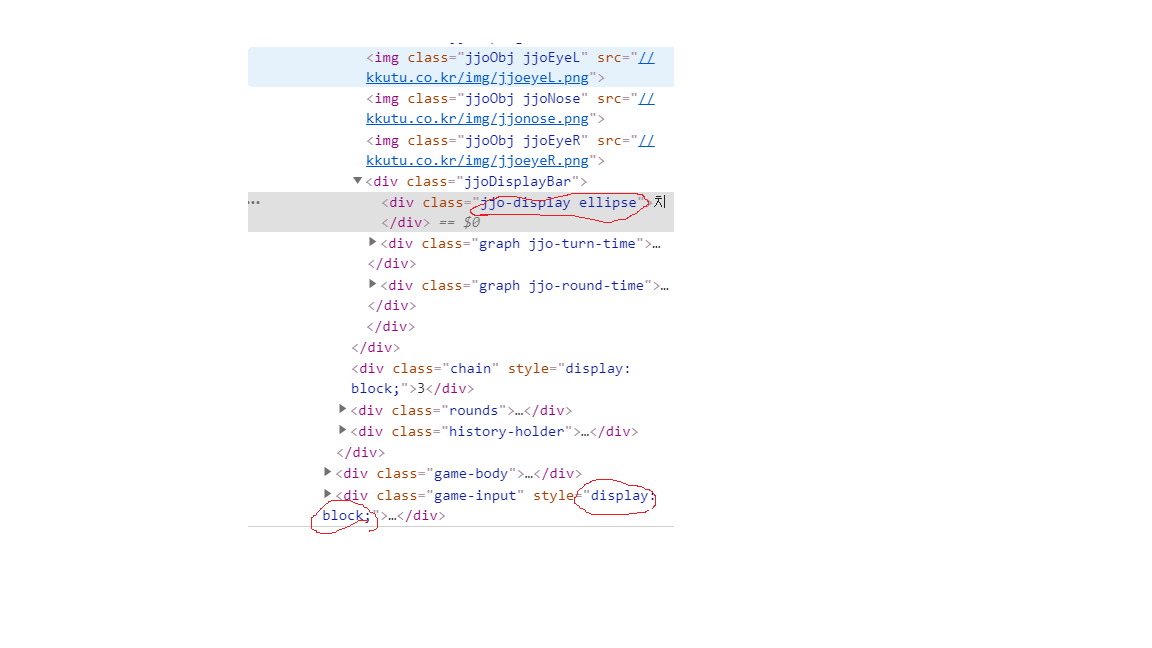 <img class="jjoObj jjoEyeL" src="//
kkutu.co.kr/img/jjoeyeL.png">
<img class="jjoObj jjoNose" src="//
kkutu.co.kr/img/jjonose.png">
<img class="jjoObj jjoEyeR" src="//
kkutu.co.kr/img/jjoeyeR.png">
▼<div class="jjoDisplayBar">
…<div class="jjo-display ellipse">치
</div> == $0
▶<div class="graph jjo-turn-time">…
</div>
▶<div class="graph jjo-round-time">…
</div>
</div>
</div>
<div class="chain" style="display:
block;">3</div>
▶<div class="rounds">…</div>
▶<div class="history-holder">…</div>
</div>
▶<div class="game-body">…</div>
▶<div class="game-input" style="display:
block;">…</div>